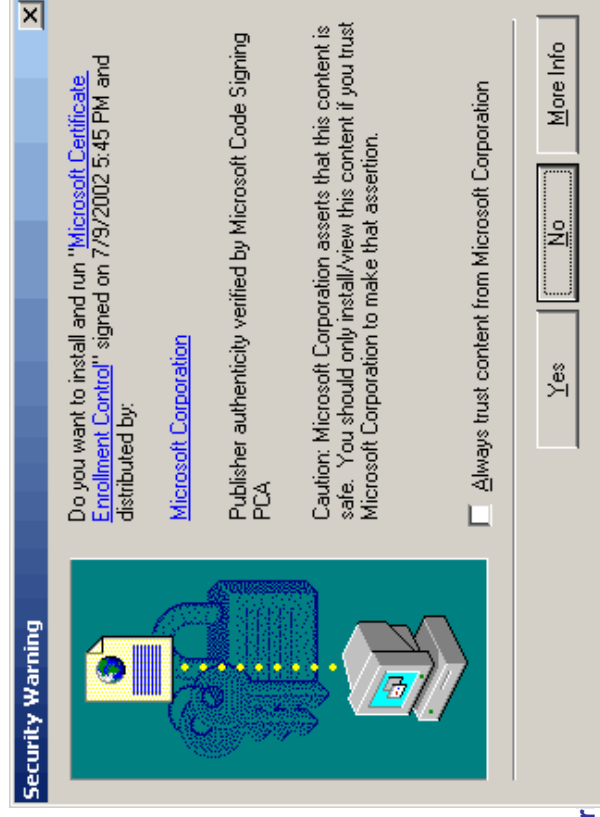 Security Warning
Do you want to install and run "Microsoft Certificate
Enrollment Control" signed on 7/9/2002 5:45 PM and
distributed by:
Microsoft Corporation
Publisher authenticity verified by Microsoft Code Signing
PCA
Caution: Microsoft Corporation asserts that this content is
safe.  You should only install/view this content if you trust
Microsoft Corporation to make that assertion.
Always trust content from Microsoft Corporation
Yes
No
More Info
r